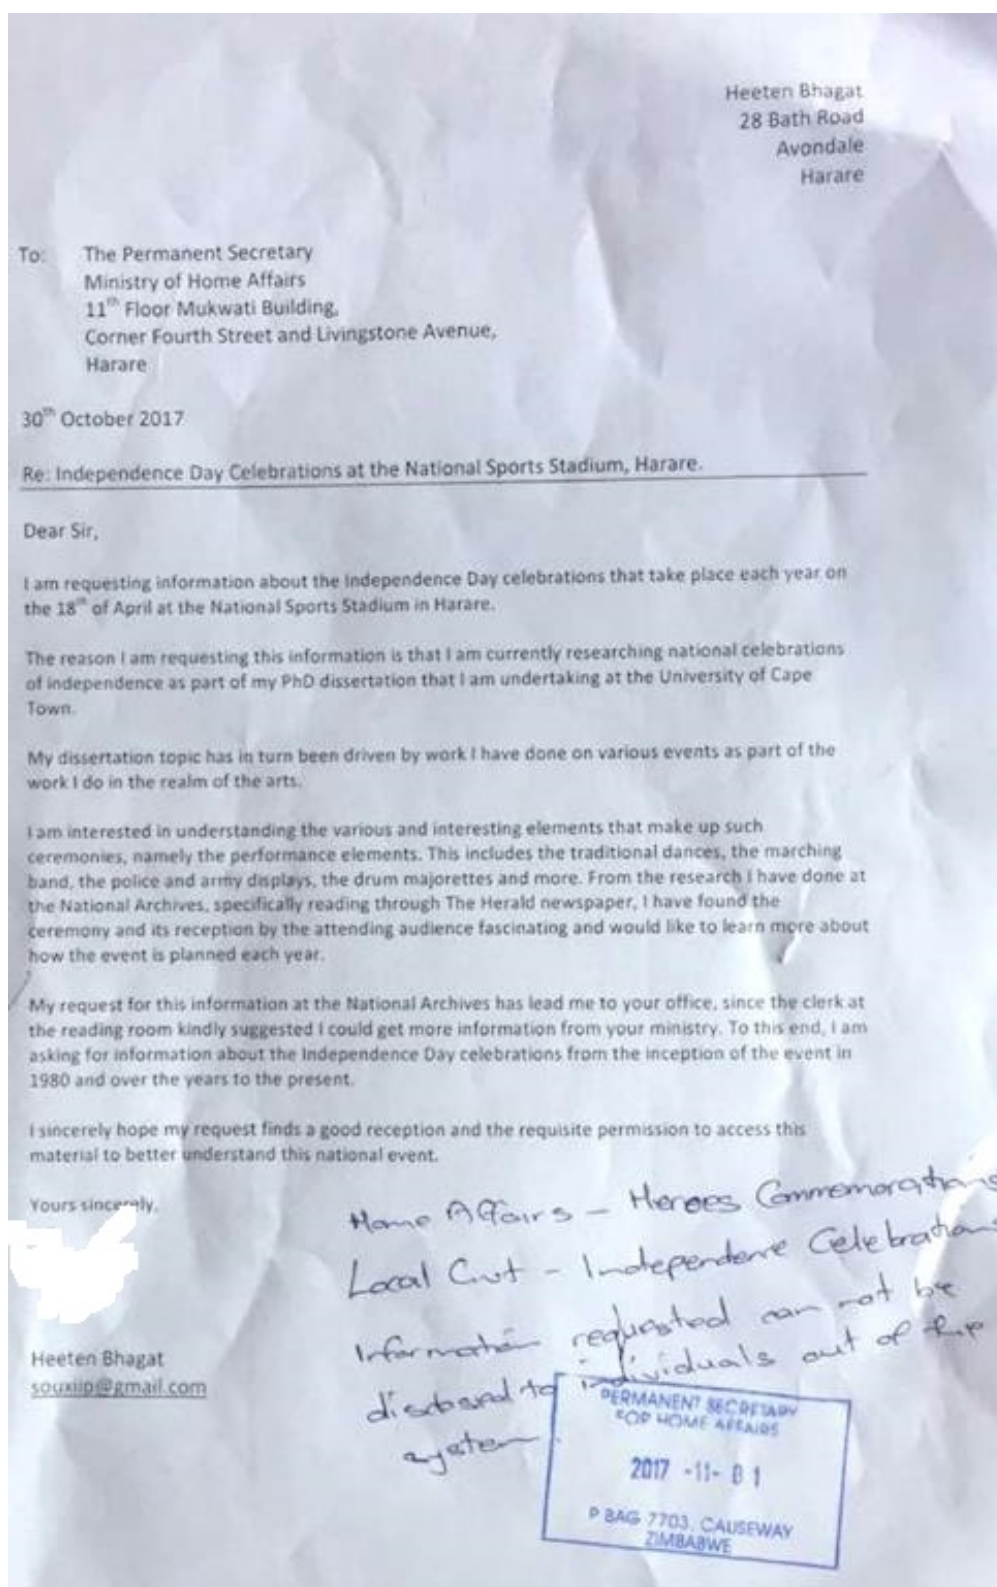 Heeten Bhagat
28 Bath Road
Avondale
Harare
To: The Permanent Secretary
Ministry of Home Affairs
11th Floor Mukwati Building,
Corner Fourth Street and Livingstone Avenue,
Harare
30th October 2017
Re: Independence Day Celebrations at the National Sports Stadium, Harare.
Dear Sir,
I am requesting information about the Independence Day celebrations that take place each year on
the 18th of April at the National Sports Stadium in Harare.
The reason I am requesting this information is that I am currently researching national celebrations
of independence as part of my PhD dissertation that I am undertaking at the University of Cape
Town.
My dissertation topic has in turn been driven by work I have done on various events as part of the
work I do in the realm of the arts.
I am interested in understanding the various and interesting elements that make up such
ceremonies, namely the performance elements. This includes the traditional dances, the marching
band, the police and army displays, the drum majorettes and more. From the research I have done at
the National Archives, specifically reading through The Herald newspaper, I have found the
ceremony and its reception by the attending audience fascinating and would like to learn more about
how the event is planned each year.
My request for this information at the National Archives has lead me to your office, since the clerk at
the reading room kindly suggested I could get more information from your ministry. To this end, I am
asking for information about the Independence Day celebrations from the inception of the event in
1980 and over the years to the present.
I sincerely hope my request finds a good reception and the requisite permission to access this
material to better understand this national event.
Yours sincerely,
Home Affairs - Heroes Commemorations
Local Govt - Independence Celebrations
Information requested can not be
disclosed to individuals out of the
system.
Heeten Bhagat
souxiip@gmail.com
PERMANENT SECRETARY
FOR HOME AFFAIRS
2017 -11- 01
P BAG 7703, CAUSEWAY
ZIMBABWE